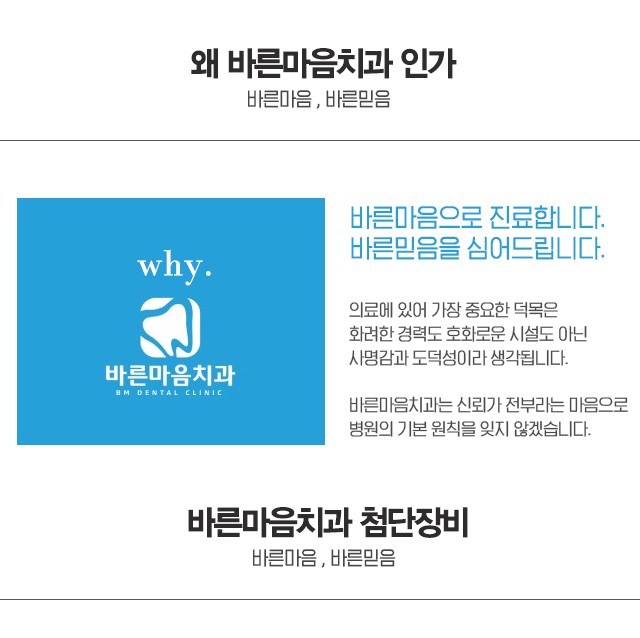 왜 바른마음치과 인가
바른마음 , 바른믿음
why.
바른마음치과
BM DENTAL CLINIC
바른마음으로 진료합니다.
바른믿음을 심어드립니다.
의료에 있어 가장 중요한 덕목은
화려한 경력도 호화로운 시설도 아닌
사명감과 도덕성이라 생각됩니다.
바른마음치과는 신뢰가 전부라는 마음으로
병원의 기본 원칙을 잊지 않겠습니다.
바른마음치과 첨단장비
바른마음 , 바른믿음